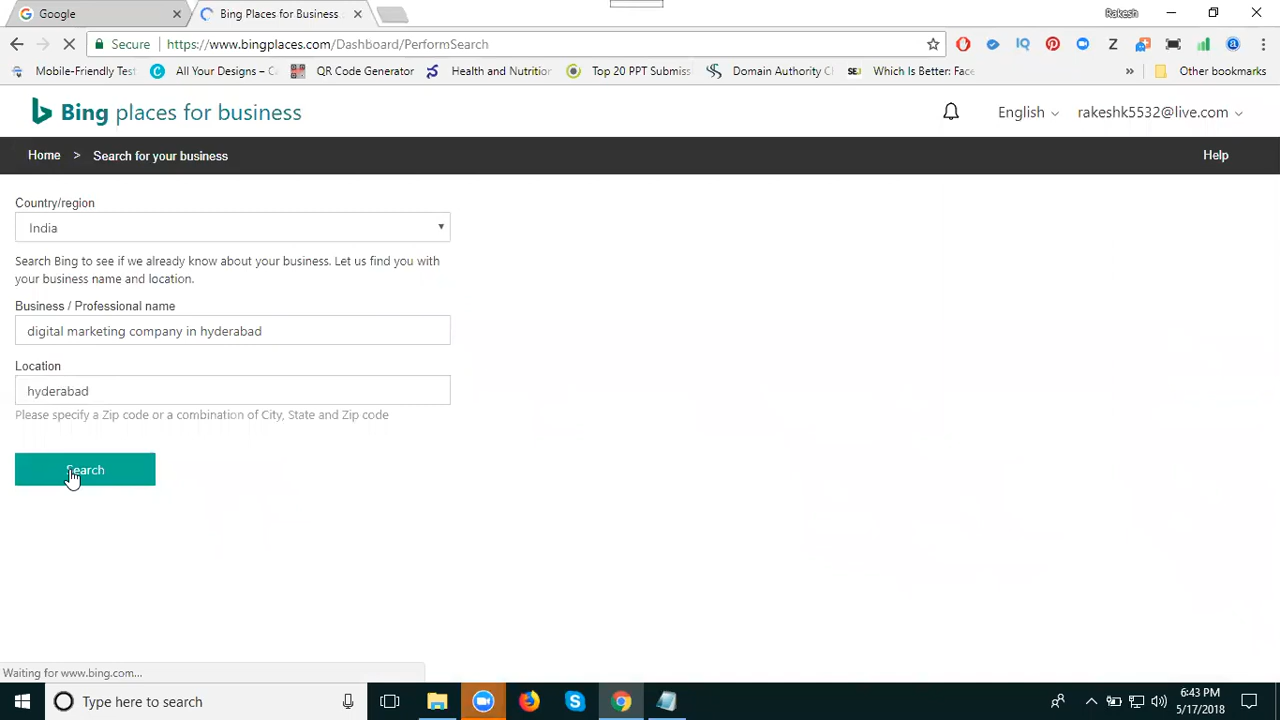 Google
Bing Places for Business
Rakesh
Secure
https://www.bingplaces.com/Dashboard/PerformSearch
Mobile-Friendly Test
All Your Designs – C
QR Code Generator
Health and Nutrition
Top 20 PPT Submiss
Domain Authority C
Which Is Better: Face
Other bookmarks
Bing places for business
English
rakeshk5532@live.com
Home > Search for your business
Help
Country/region
India
Search Bing to see if we already know about your business. Let us find you with
your business name and location.
Business / Professional name
digital marketing company in hyderabad
Location
hyderabad
Please specify a Zip code or a combination of City, State and Zip code
Search
Waiting for www.bing.com...
Type here to search
6:43 PM
5/17/2018